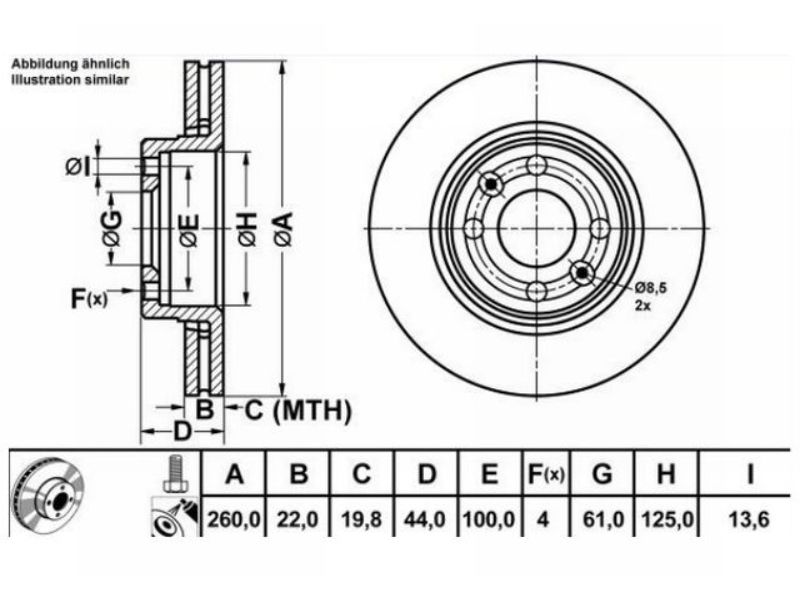 Abbildung ähnlich
Illustration similar
ØI
ØG
ØE
ØH
ØA
F(x)
Ø8,5
2x
B
C (MTH)
D
A B C D E F(x) G H I
260,0 22,0 19,8 44,0 100,0 4 61,0 125,0 13,6